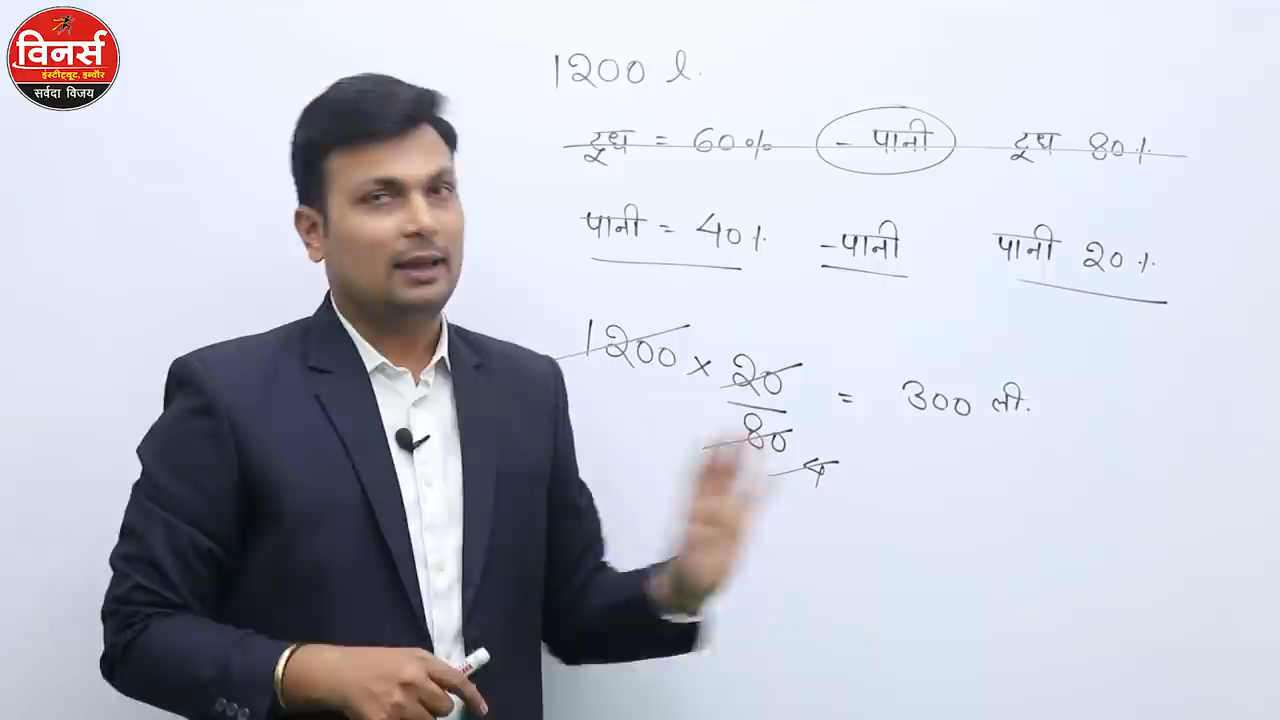 विनर्स
इंस्टीट्यूट, इन्दौर
सर्वदा विजय
1200 l.
दूध = 60% - पानी दूध 80%
पानी = 40% - पानी पानी 20%
1200 × 20/80 = 300 ली.
4